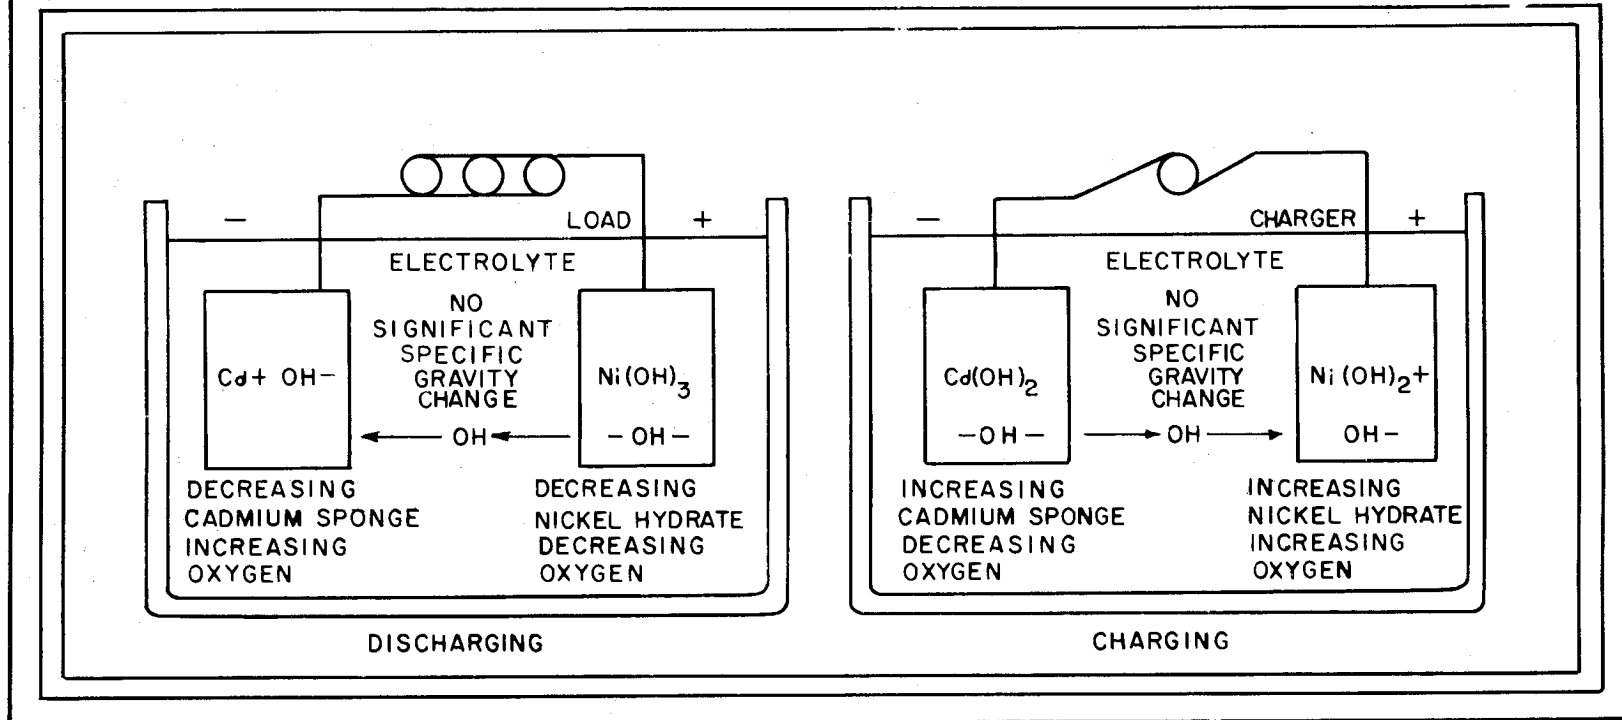 − LOAD +
ELECTROLYTE
NO
SIGNIFICANT
SPECIFIC
GRAVITY
CHANGE
Cd+ OH−
Ni(OH)3
OH
−OH−
DECREASING
CADMIUM SPONGE
INCREASING
OXYGEN
DECREASING
NICKEL HYDRATE
DECREASING
OXYGEN
DISCHARGING
− CHARGER +
ELECTROLYTE
NO
SIGNIFICANT
SPECIFIC
GRAVITY
CHANGE
Cd(OH)2
−OH−
OH
Ni(OH)2+
OH−
INCREASING
CADMIUM SPONGE
DECREASING
OXYGEN
INCREASING
NICKEL HYDRATE
INCREASING
OXYGEN
CHARGING